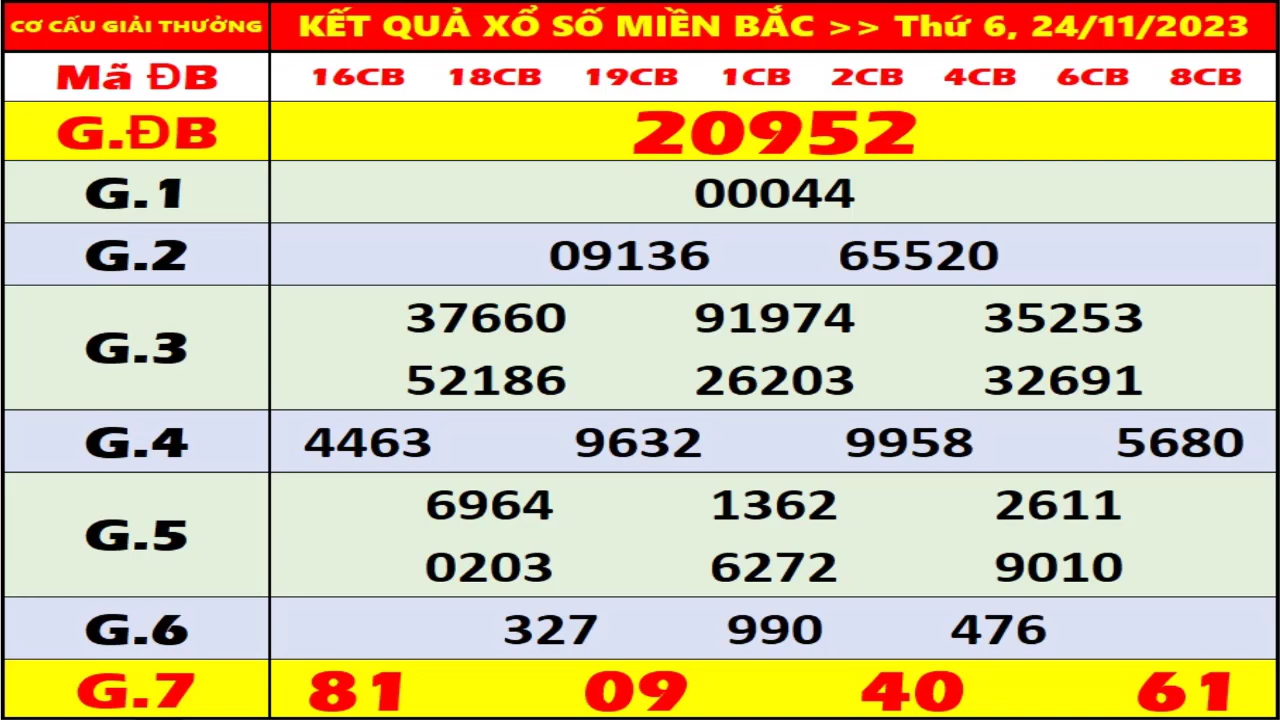 CƠ CẤU GIẢI THƯỞNG KẾT QUẢ XỔ SỐ MIỀN BẮC >> Thứ 6, 24/11/2023
Mã ĐB 16CB 18CB 19CB 1CB 2CB 4CB 6CB 8CB
G.ĐB 20952
G.1 00044
G.2 09136 65520
G.3
37660 91974 35253
52186 26203 32691
G.4 4463 9632 9958 5680
G.5
6964 1362 2611
0203 6272 9010
G.6 327 990 476
G.7 81 09 40 61